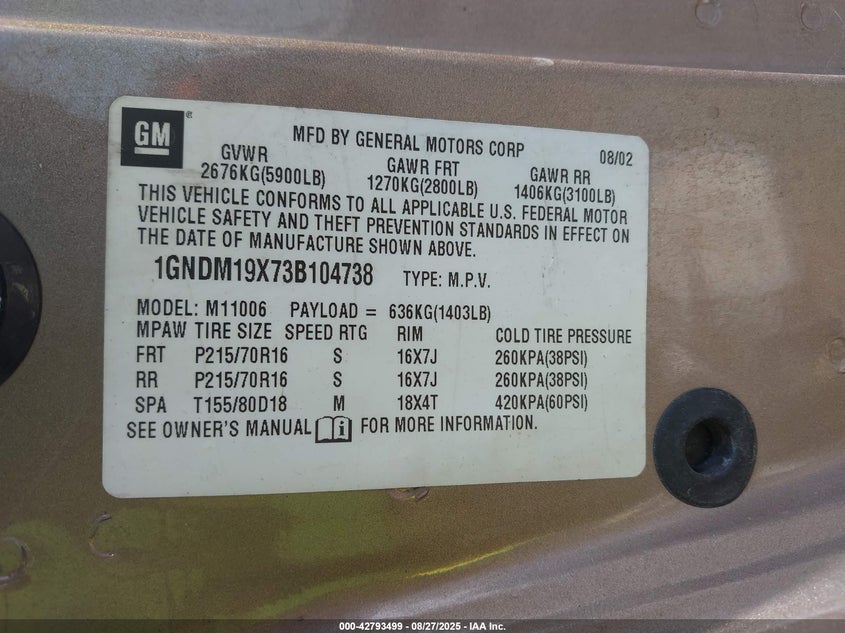 GM
MFD BY GENERAL MOTORS CORP 08/02
GVWR GAWR FRT GAWR RR
2676KG(5900LB) 1270KG(2800LB) 1406KG(3100LB)
THIS VEHICLE CONFORMS TO ALL APPLICABLE U.S. FEDERAL MOTOR
VEHICLE SAFETY AND THEFT PREVENTION STANDARDS IN EFFECT ON
THE DATE OF MANUFACTURE SHOWN ABOVE.
1GNDM19X73B104738 TYPE: M.P.V.
MODEL: M11006 PAYLOAD = 636KG(1403LB)
MPAW TIRE SIZE SPEED RTG RIM COLD TIRE PRESSURE
FRT P215/70R16 S 16X7J 260KPA(38PSI)
RR P215/70R16 S 16X7J 260KPA(38PSI)
SPA T155/80D18 M 18X4T 420KPA(60PSI)
SEE OWNER'S MANUAL i FOR MORE INFORMATION.
000-42793499 | 08/27/2025 - IAA Inc.